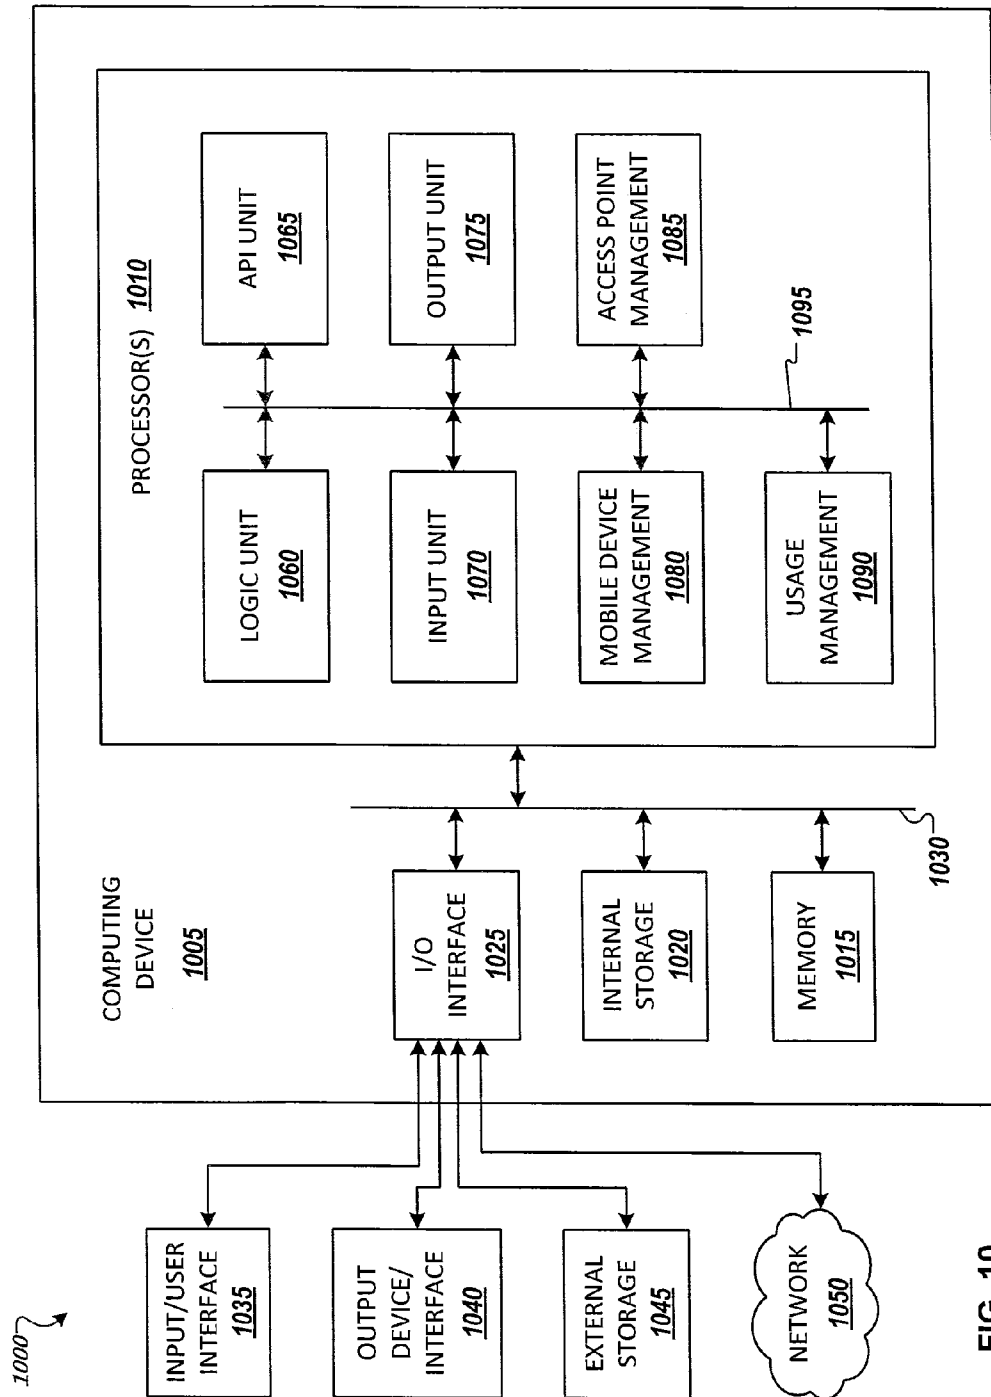 1000
COMPUTING
DEVICE
1005
PROCESSOR(S) 1010
INPUT/USER
INTERFACE
1035
OUTPUT
DEVICE/
INTERFACE
1040
EXTERNAL
STORAGE
1045
NETWORK
1050
I/O
INTERFACE
1025
INTERNAL
STORAGE
1020
MEMORY
1015
1030
LOGIC UNIT
1060
INPUT UNIT
1070
MOBILE DEVICE
MANAGEMENT
1080
USAGE
MANAGEMENT
1090
API UNIT
1065
OUTPUT UNIT
1075
ACCESS POINT
MANAGEMENT
1085
1095
FIG. 10